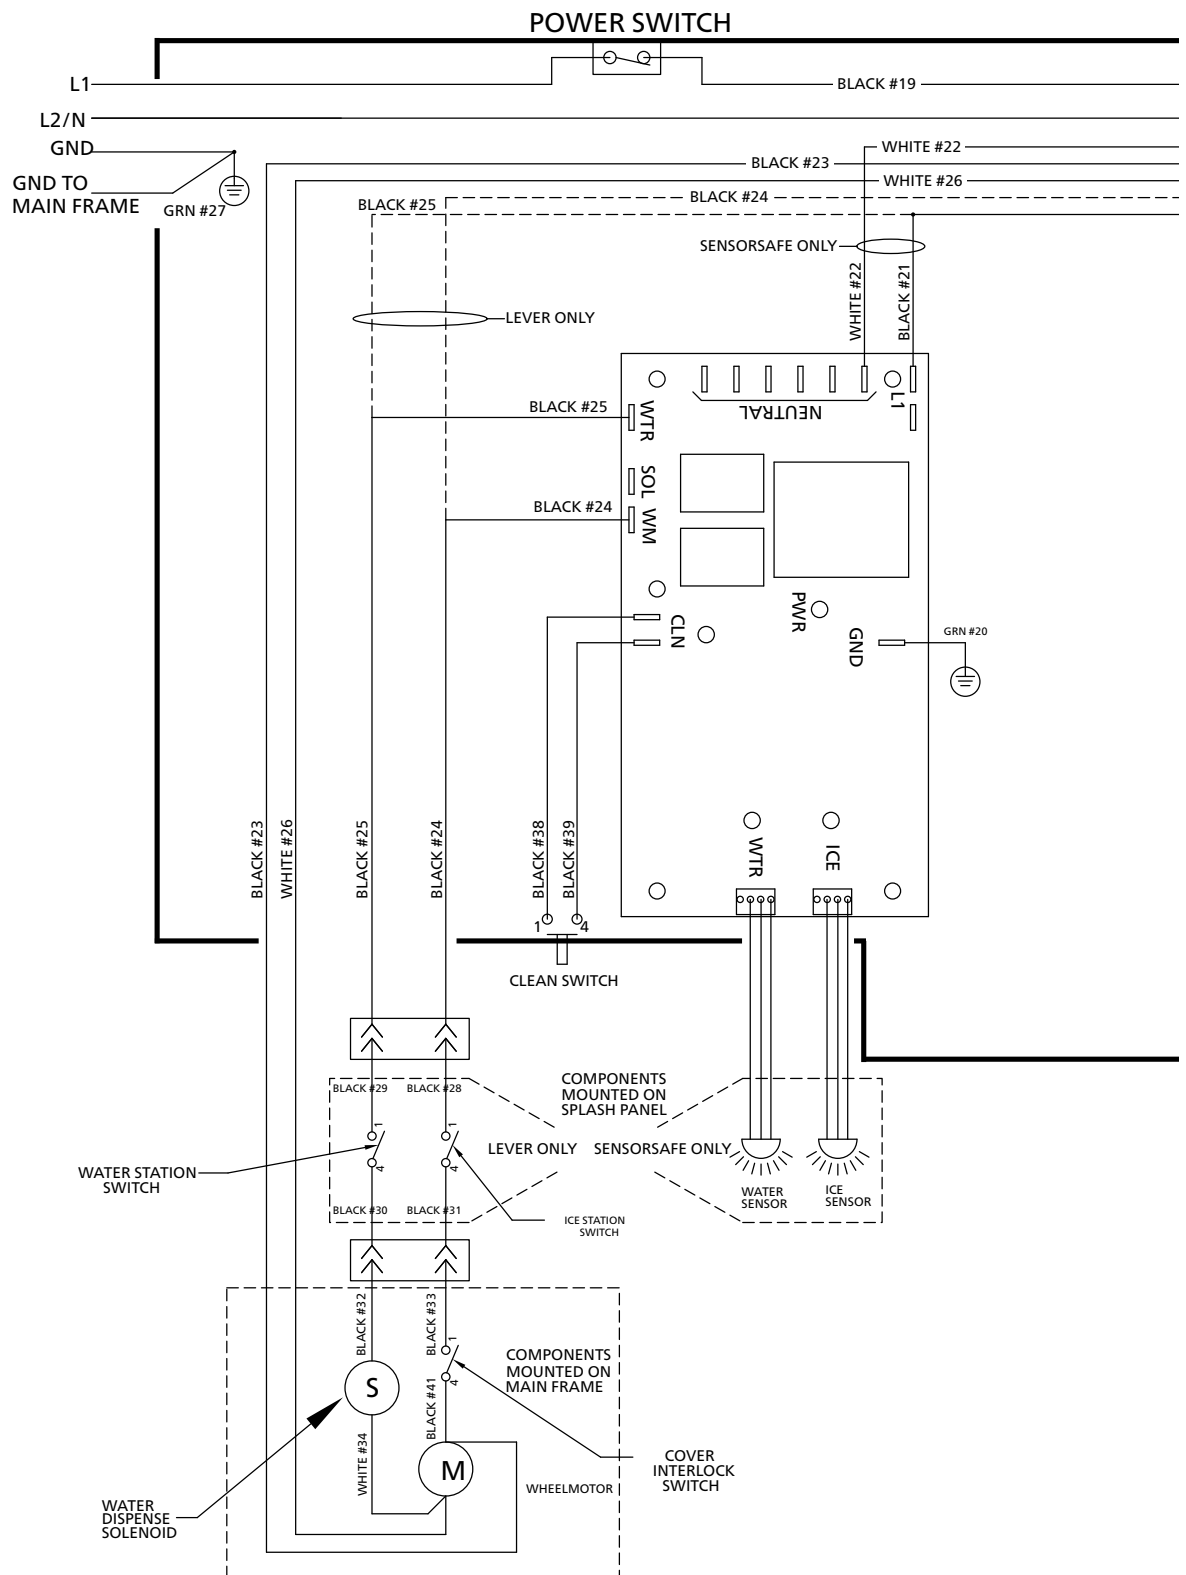 POWER SWITCH
L1
BLACK #19
L2/N
GND
WHITE #22
BLACK #23
GND TO
MAIN FRAME
GRN #27
WHITE #26
BLACK #24
BLACK #25
SENSORSAFE ONLY
WHITE #22
BLACK #21
LEVER ONLY
NEUTRAL
L1
BLACK #25
WTR
SOL
BLACK #24
WM
CLN
PWR
GND
GRN #20
BLACK #23
WHITE #26
BLACK #25
BLACK #24
BLACK #38
BLACK #39
WTR
ICE
1
4
CLEAN SWITCH
COMPONENTS
MOUNTED ON
SPLASH PANEL
BLACK #29
BLACK #28
1
1
LEVER ONLY
SENSORSAFE ONLY
4
4
WATER STATION
SWITCH
WATER
SENSOR
ICE
SENSOR
BLACK #30
BLACK #31
ICE STATION
SWITCH
BLACK #32
BLACK #33
1
4
COMPONENTS
MOUNTED ON
MAIN FRAME
S
BLACK #41
WHITE #34
M
COVER
INTERLOCK
SWITCH
WHEELMOTOR
WATER
DISPENSE
SOLENOID